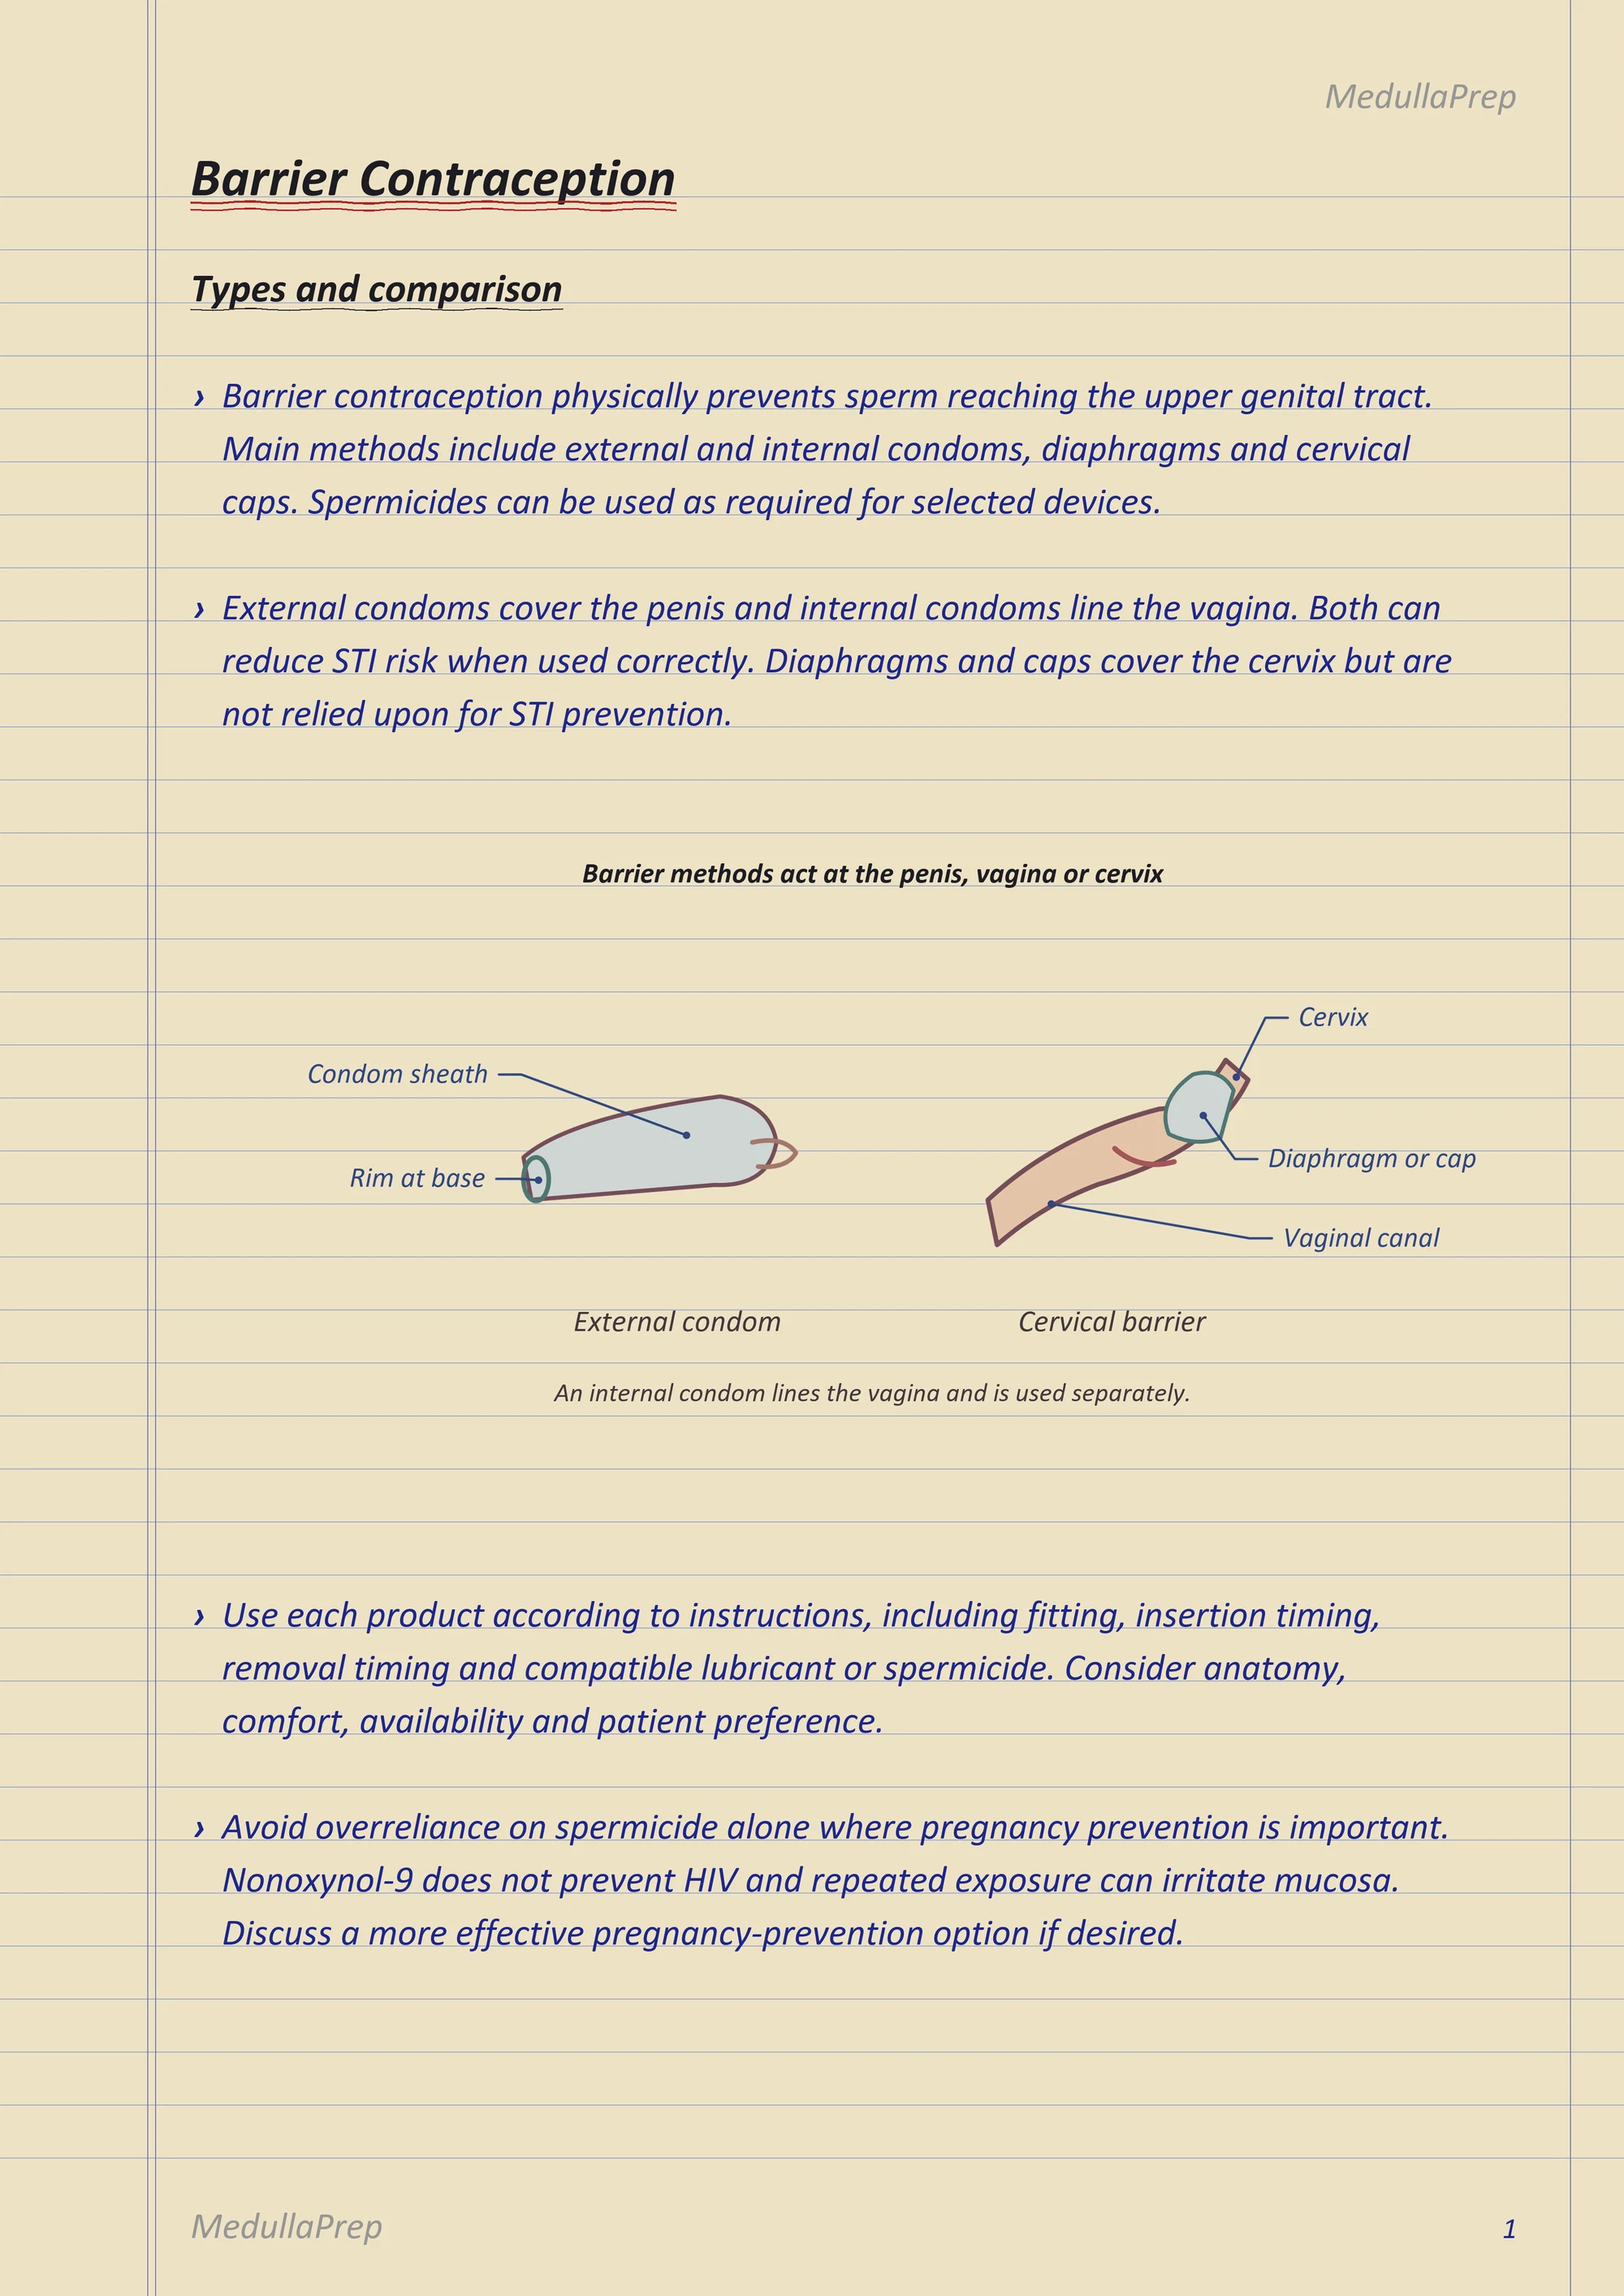 MedullaPrep
Barrier Contraception
Types and comparison
› Barrier contraception physically prevents sperm reaching the upper genital tract.
Main methods include external and internal condoms, diaphragms and cervical
caps. Spermicides can be used as required for selected devices.
› External condoms cover the penis and internal condoms line the vagina. Both can
reduce STI risk when used correctly. Diaphragms and caps cover the cervix but are
not relied upon for STI prevention.
Barrier methods act at the penis, vagina or cervix
Cervix
Condom sheath
Diaphragm or cap
Rim at base
Vaginal canal
External condom
Cervical barrier
An internal condom lines the vagina and is used separately.
› Use each product according to instructions, including fitting, insertion timing,
removal timing and compatible lubricant or spermicide. Consider anatomy,
comfort, availability and patient preference.
› Avoid overreliance on spermicide alone where pregnancy prevention is important.
Nonoxynol-9 does not prevent HIV and repeated exposure can irritate mucosa.
Discuss a more effective pregnancy-prevention option if desired.
MedullaPrep
1